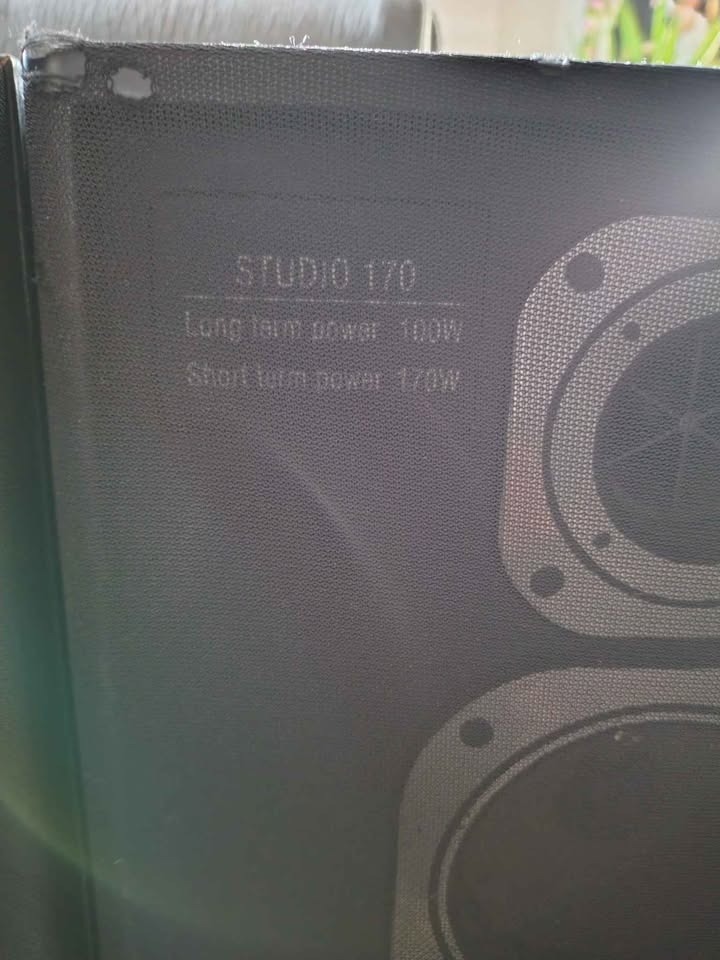 STUDIO 170
Long term power 100W
Short term power 170W